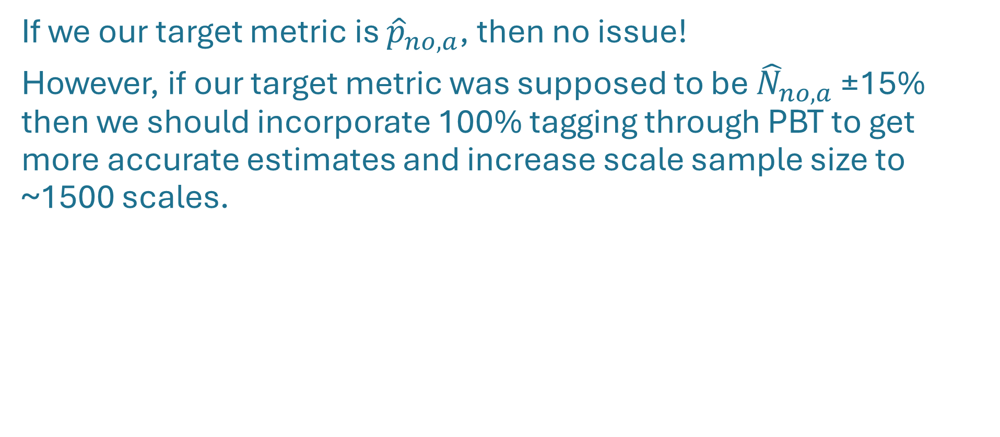 If we our target metric is p̂ₙₒ,ₐ, then no issue!
However, if our target metric was supposed to be N̂ₙₒ,ₐ ±15%
then we should incorporate 100% tagging through PBT to get
more accurate estimates and increase scale sample size to
~1500 scales.